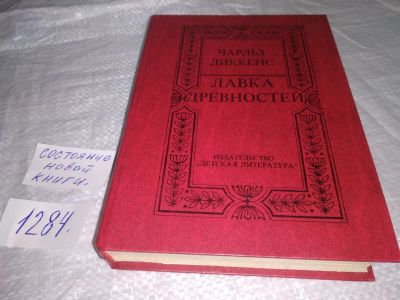 ЧАРЛЬЗ
ДИККЕНС
ЛАВКА
ДРЕВНОСТЕЙ
ИЗДАТЕЛЬСТВО
„ДЕТСКАЯ ЛИТЕРАТУРА“
состояние
новой
книги.
1284.